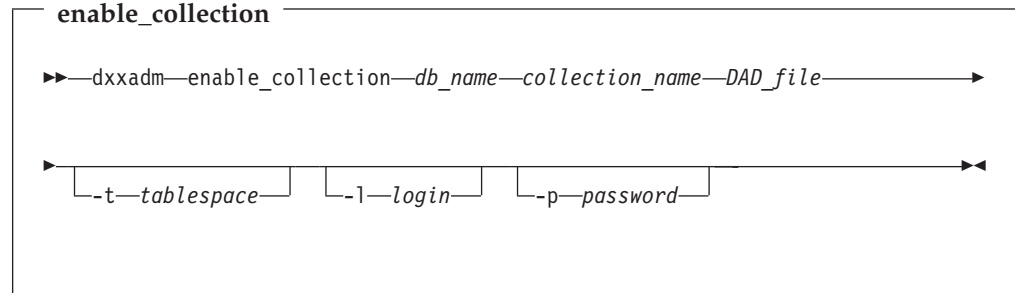 enable_collection
dxxadm enable_collection db_name collection_name DAD_file
-t tablespace -l login -p password